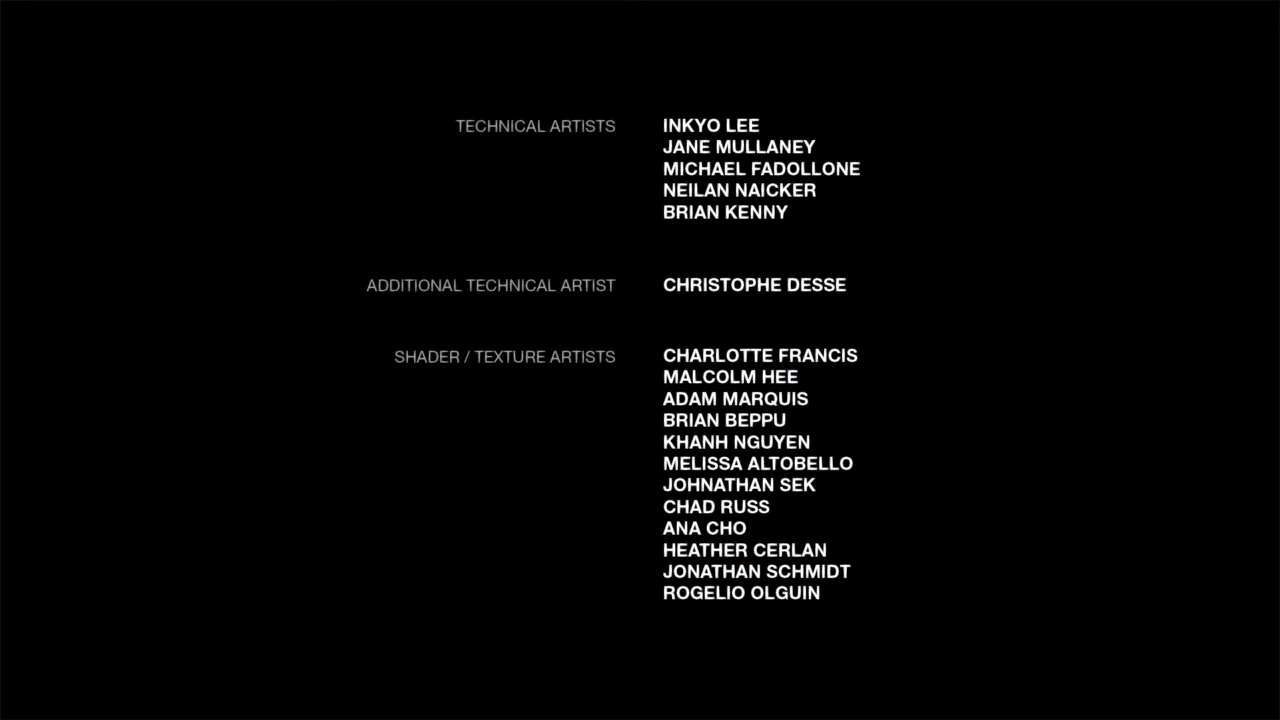 TECHNICAL ARTISTS INKYO LEE
JANE MULLANEY
MICHAEL FADOLLONE
NEILAN NAICKER
BRIAN KENNY
ADDITIONAL TECHNICAL ARTIST CHRISTOPHE DESSE
SHADER / TEXTURE ARTISTS CHARLOTTE FRANCIS
MALCOLM HEE
ADAM MARQUIS
BRIAN BEPPU
KHANH NGUYEN
MELISSA ALTOBELLO
JOHNATHAN SEK
CHAD RUSS
ANA CHO
HEATHER CERLAN
JONATHAN SCHMIDT
ROGELIO OLGUIN